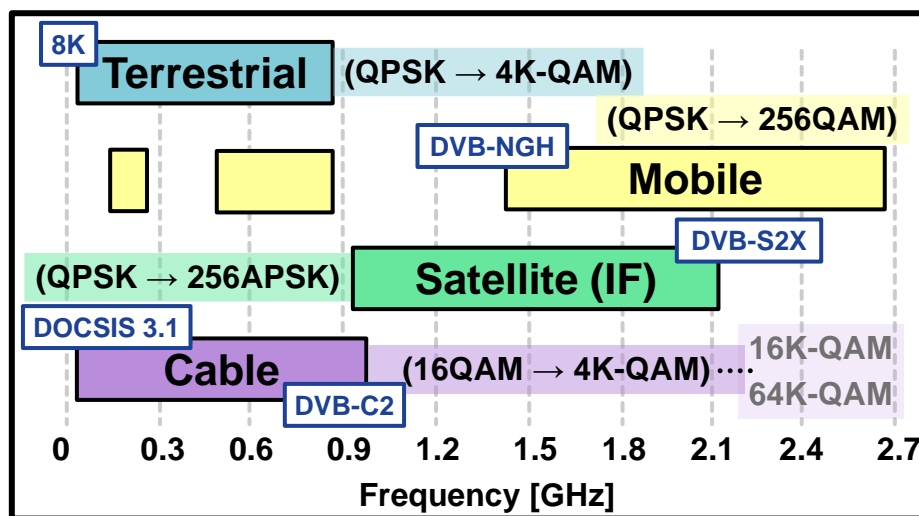 8K
Terrestrial
(QPSK → 4K-QAM)
(QPSK → 256QAM)
DVB-NGH
Mobile
DVB-S2X
(QPSK → 256APSK)
Satellite (IF)
DOCSIS 3.1
Cable
(16QAM → 4K-QAM) ····
16K-QAM
64K-QAM
DVB-C2
0 0.3 0.6 0.9 1.2 1.5 1.8 2.1 2.4 2.7
Frequency [GHz]